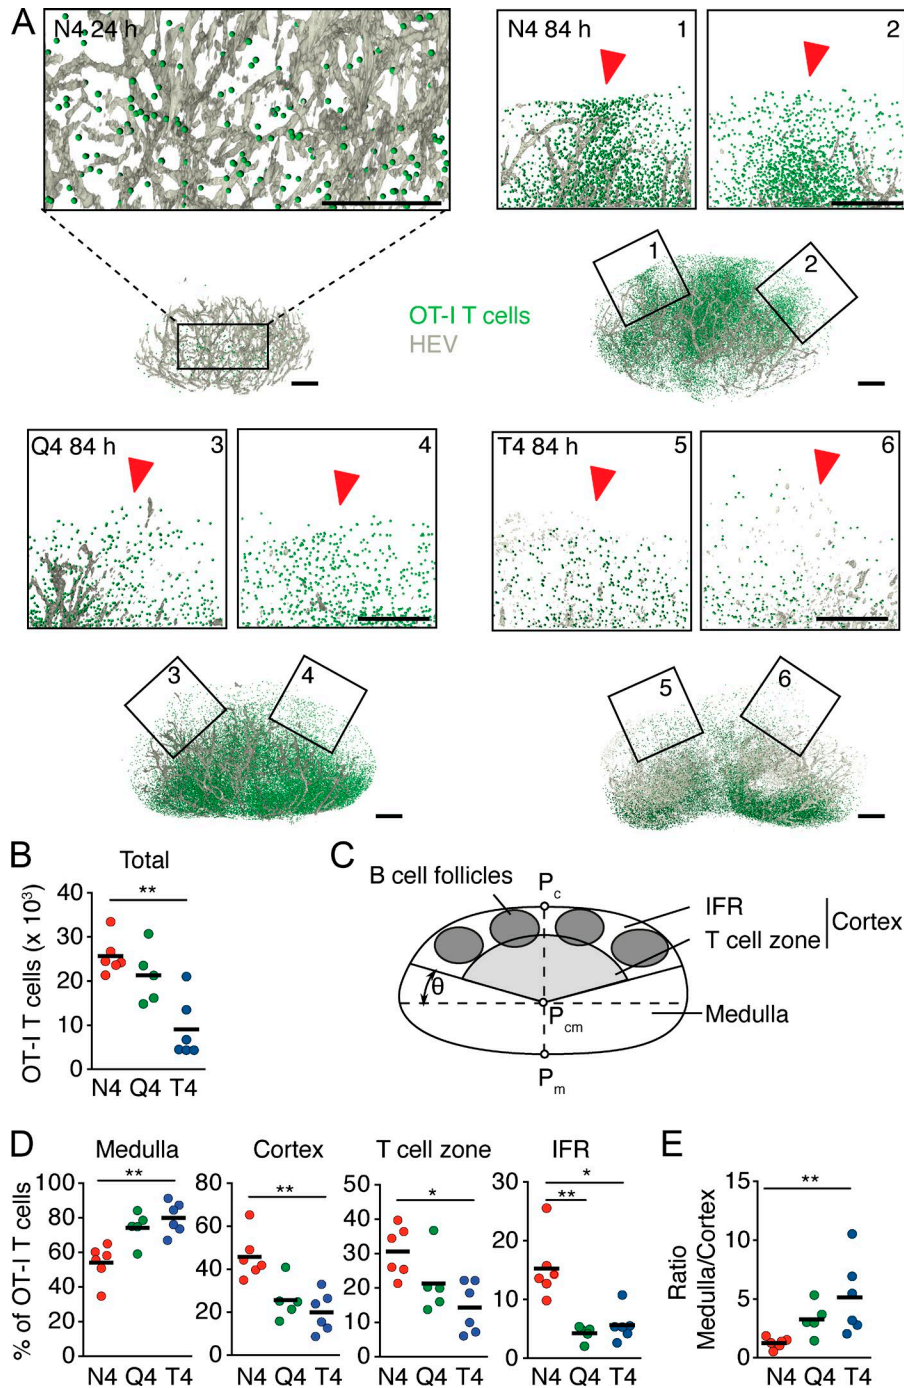 A
N4 24 h
N4 84 h
1
2
1
2
OT-I T cells
HEV
Q4 84 h
3
4
T4 84 h
5
6
3
4
5
6
B
Total
**
OT-I T cells (x 10³)
40
30
20
10
0
N4 Q4 T4
C
B cell follicles
Pc
IFR
T cell zone
Cortex
θ
Pcm
Medulla
Pm
D
% of OT-I T cells
Medulla
**
100
80
60
40
20
0
N4 Q4 T4
Cortex
**
80
60
40
20
0
N4 Q4 T4
T cell zone
*
50
40
30
20
10
0
N4 Q4 T4
IFR
*
**
30
20
10
0
N4 Q4 T4
E
Ratio
Medulla/Cortex
**
15
10
5
0
N4 Q4 T4